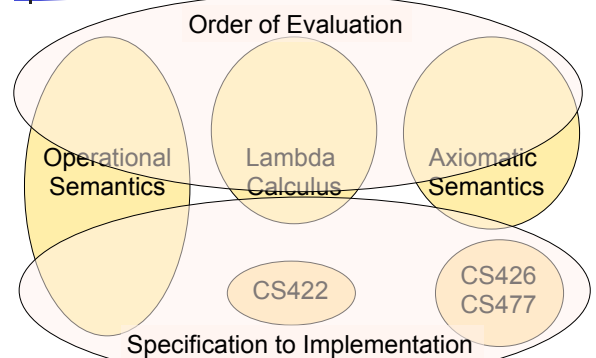 Order of Evaluation
Operational
Semantics
Lambda
Calculus
Axiomatic
Semantics
CS422
CS426
CS477
Specification to Implementation